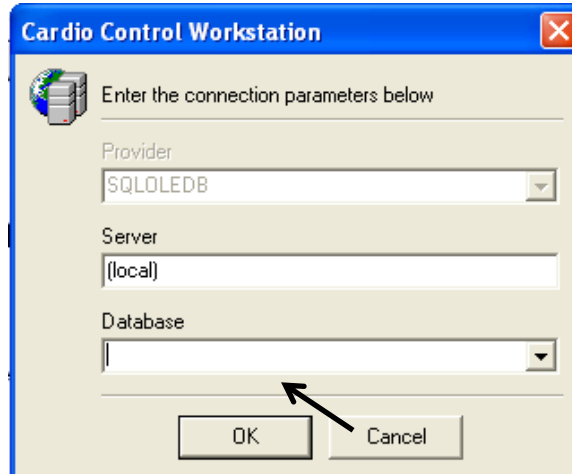 Cardio Control Workstation
Enter the connection parameters below
Provider
SQLOLEDB
Server
(local)
Database
OK Cancel